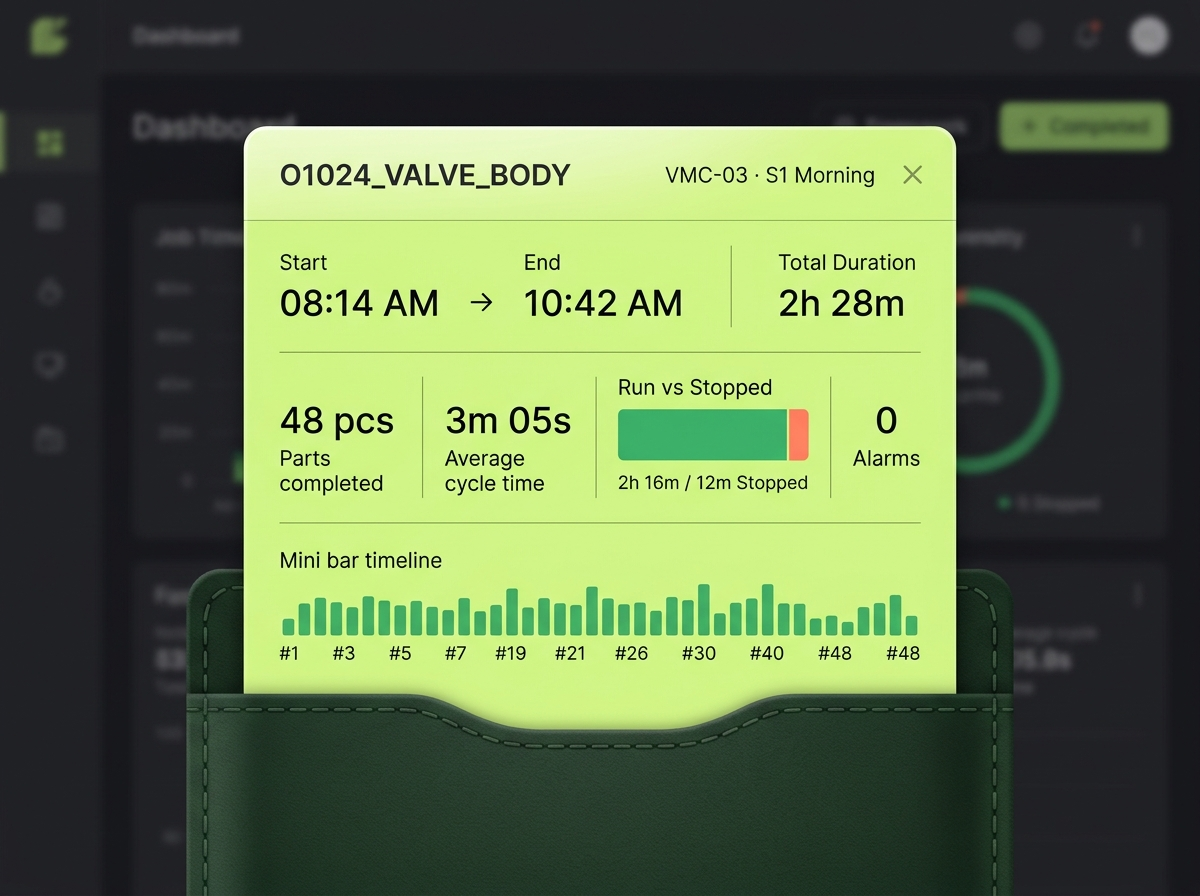 Dashboard
Dashboard
Completed
O1024_VALVE_BODY
VMC-03 · S1 Morning
Start
08:14 AM
→
End
10:42 AM
Total Duration
2h 28m
48 pcs
Parts
completed
3m 05s
Average
cycle time
Run vs Stopped
2h 16m / 12m Stopped
0
Alarms
Mini bar timeline
#1 #3 #5 #7 #19 #21 #26 #30 #40 #48 #48